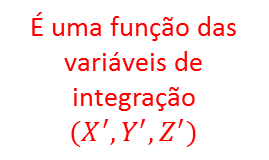 É uma função das
variáveis de
integração
(X′, Y′, Z′)